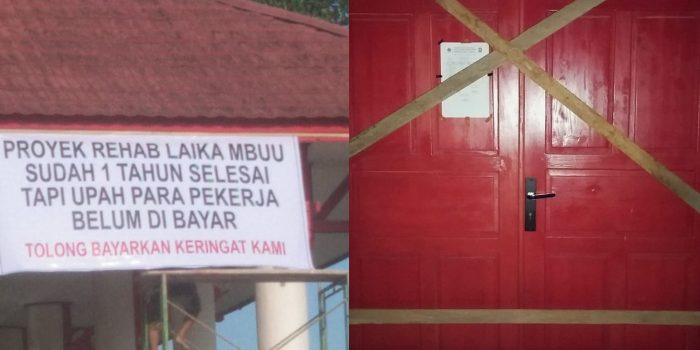 PROYEK REHAB LAIKA MBUU
SUDAH 1 TAHUN SELESAI
TAPI UPAH PARA PEKERJA
BELUM DI BAYAR
TOLONG BAYARKAN KERINGAT KAMI